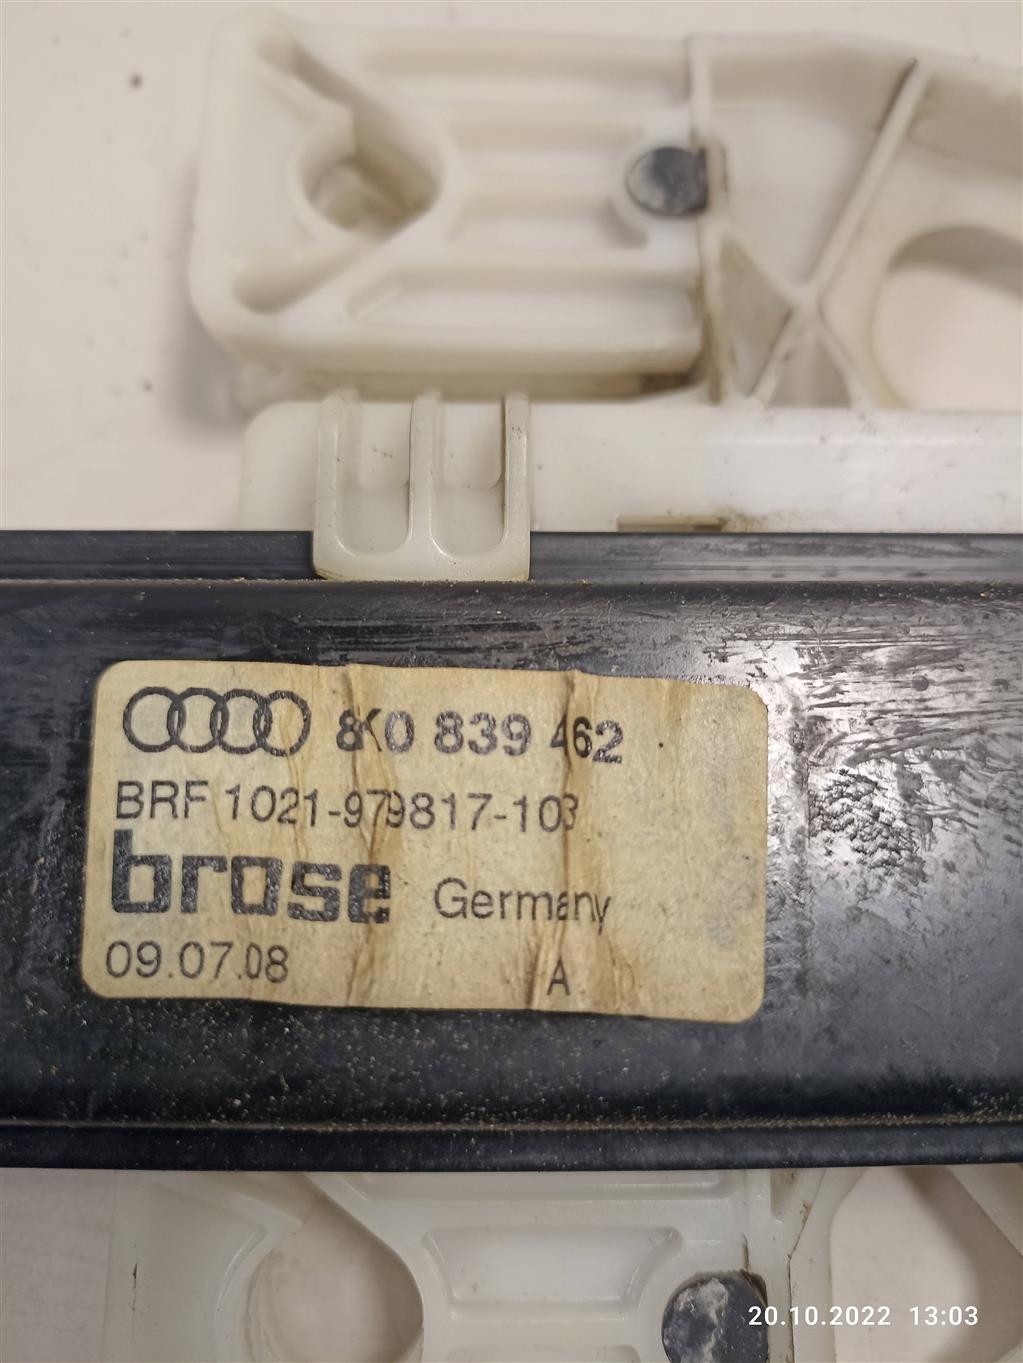 8K0 839 462
BRF 1021-979817-103
brose Germany
09.07.08 A
20.10.2022 13:03